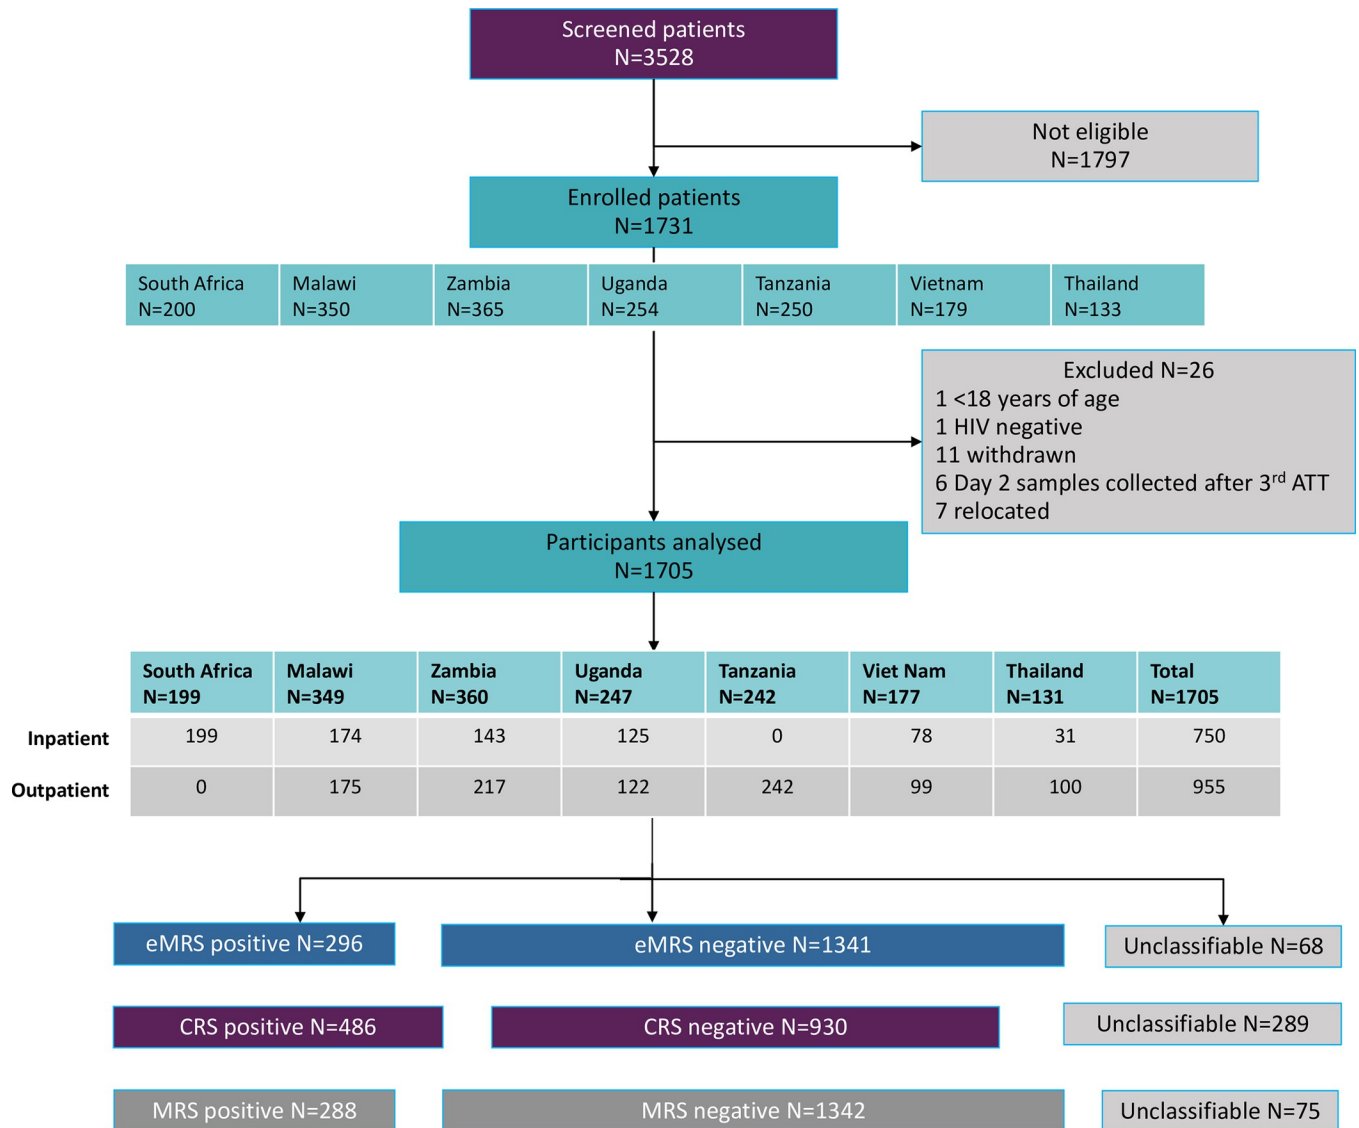 Screened patients
N=3528
Not eligible
N=1797
Enrolled patients
N=1731
South Africa Malawi Zambia Uganda Tanzania Vietnam Thailand
N=200 N=350 N=365 N=254 N=250 N=179 N=133
Excluded N=26
1 <18 years of age
1 HIV negative
11 withdrawn
6 Day 2 samples collected after 3rd ATT
7 relocated
Participants analysed
N=1705
South Africa Malawi Zambia Uganda Tanzania Viet Nam Thailand Total
N=199 N=349 N=360 N=247 N=242 N=177 N=131 N=1705
Inpatient 199 174 143 125 0 78 31 750
Outpatient 0 175 217 122 242 99 100 955
eMRS positive N=296 eMRS negative N=1341 Unclassifiable N=68
CRS positive N=486 CRS negative N=930 Unclassifiable N=289
MRS positive N=288 MRS negative N=1342 Unclassifiable N=75